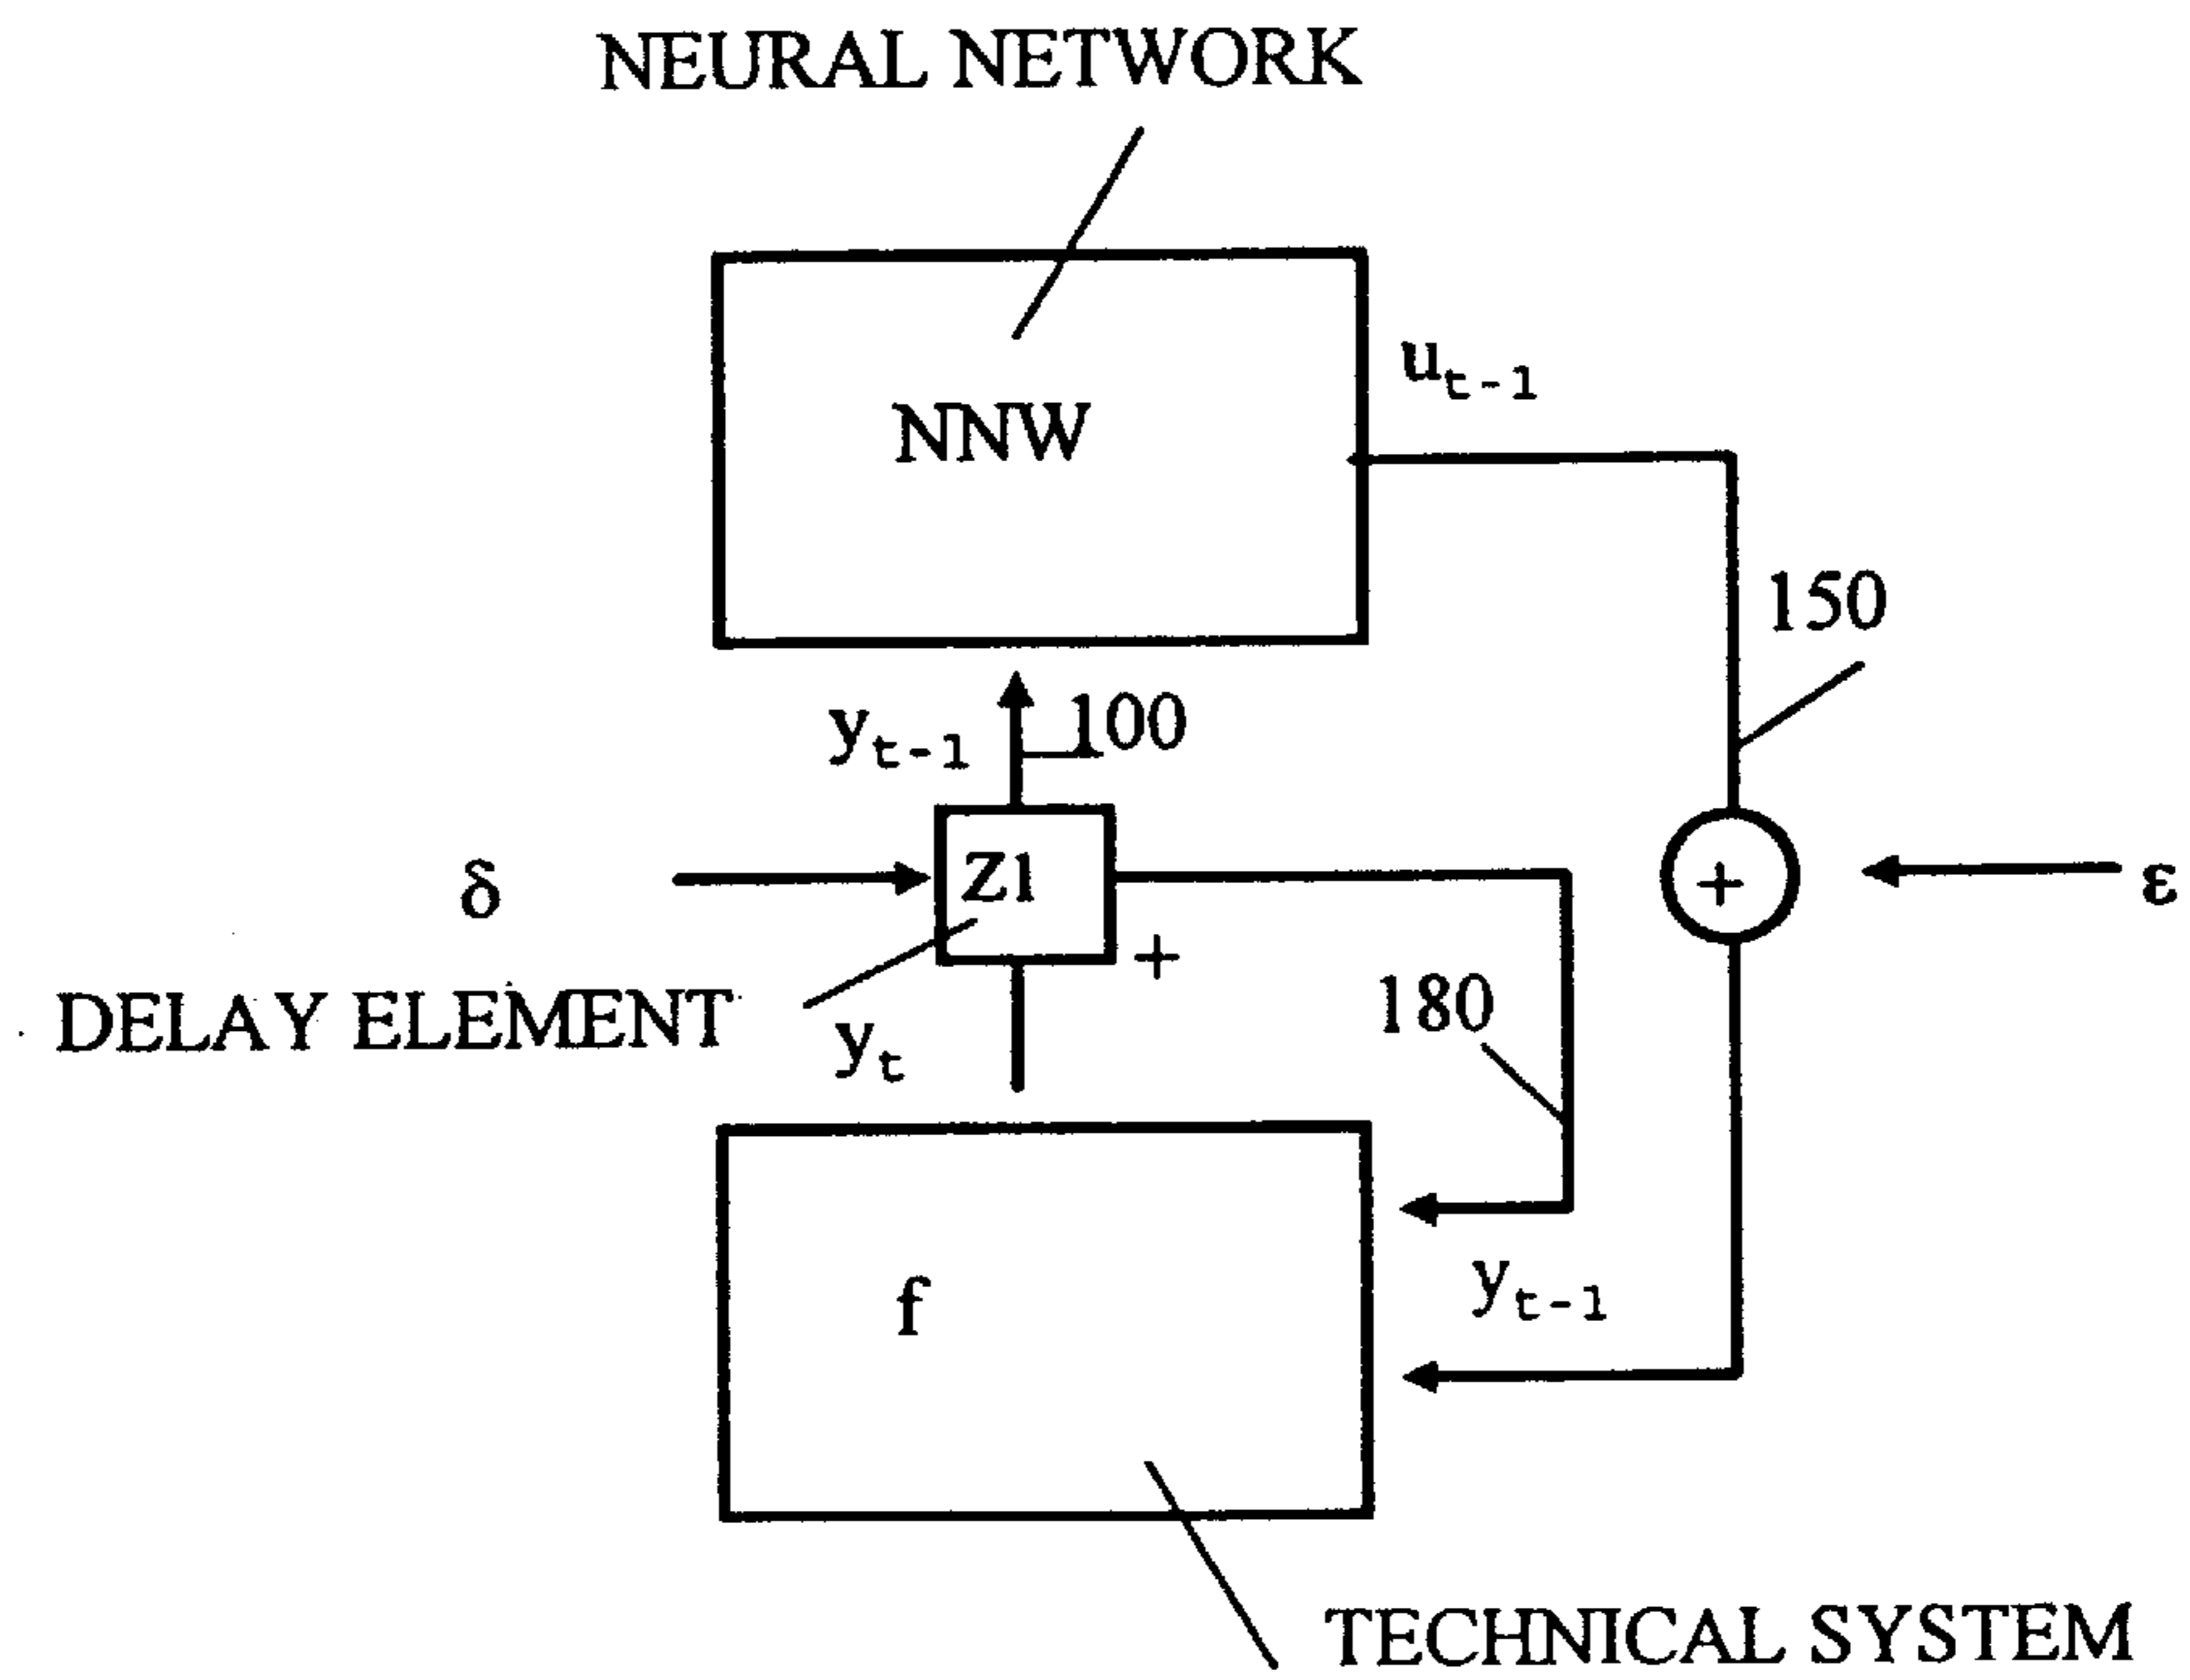 NEURAL NETWORK
NNW
u_{t-1}
150
y_{t-1} 100
δ Z1 + ε
+
DELAY ELEMENT
180
y_t
f
y_{t-1}
TECHNICAL SYSTEM